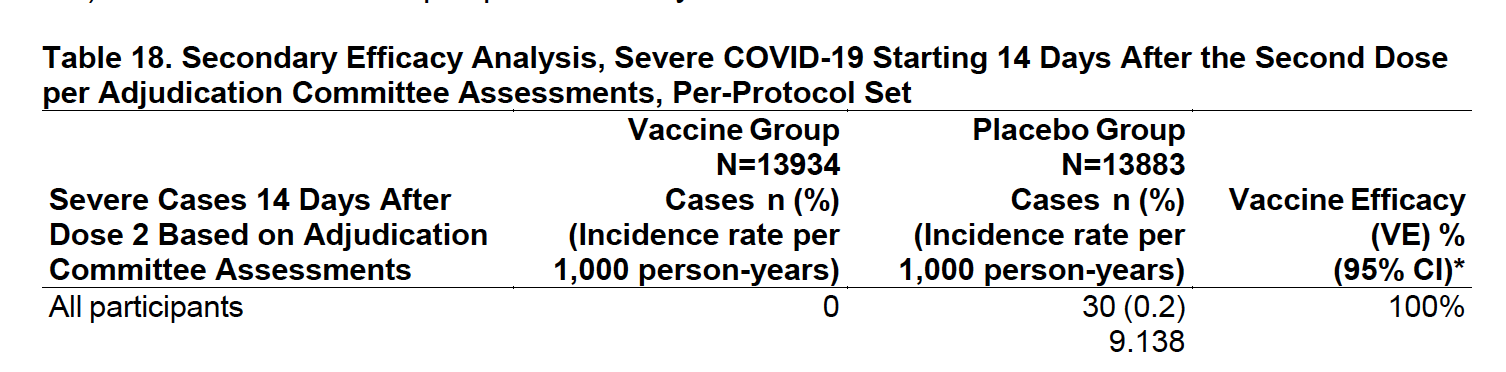 Table 18. Secondary Efficacy Analysis, Severe COVID-19 Starting 14 Days After the Second Dose
per Adjudication Committee Assessments, Per-Protocol Set
Severe Cases 14 Days After
Dose 2 Based on Adjudication
Committee Assessments
Vaccine Group
N=13934
Cases n (%)
(Incidence rate per
1,000 person-years)
Placebo Group
N=13883
Cases n (%)
(Incidence rate per
1,000 person-years)
Vaccine Efficacy
(VE) %
(95% CI)*
All participants 0 30 (0.2) 100%
9.138